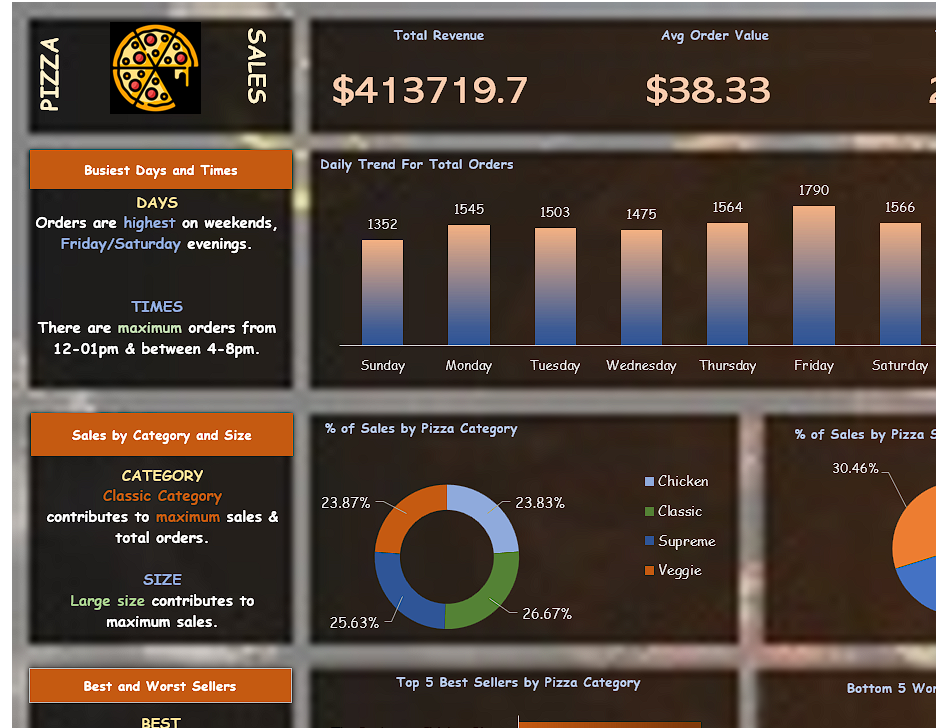 PIZZA
SALES
Total Revenue
$413719.7
Avg Order Value
$38.33
Busiest Days and Times
DAYS
Orders are highest on weekends,
Friday/Saturday evenings.
TIMES
There are maximum orders from
12-01pm & between 4-8pm.
Daily Trend For Total Orders
1352
1545
1503
1475
1564
1790
1566
Sunday
Monday
Tuesday
Wednesday
Thursday
Friday
Saturday
Sales by Category and Size
CATEGORY
Classic Category
contributes to maximum sales &
total orders.
SIZE
Large size contributes to
maximum sales.
% of Sales by Pizza Category
23.87%
23.83%
25.63%
26.67%
Chicken
Classic
Supreme
Veggie
% of Sales by Pizza S
30.46%
Best and Worst Sellers
BEST
Top 5 Best Sellers by Pizza Category
Bottom 5 Wor